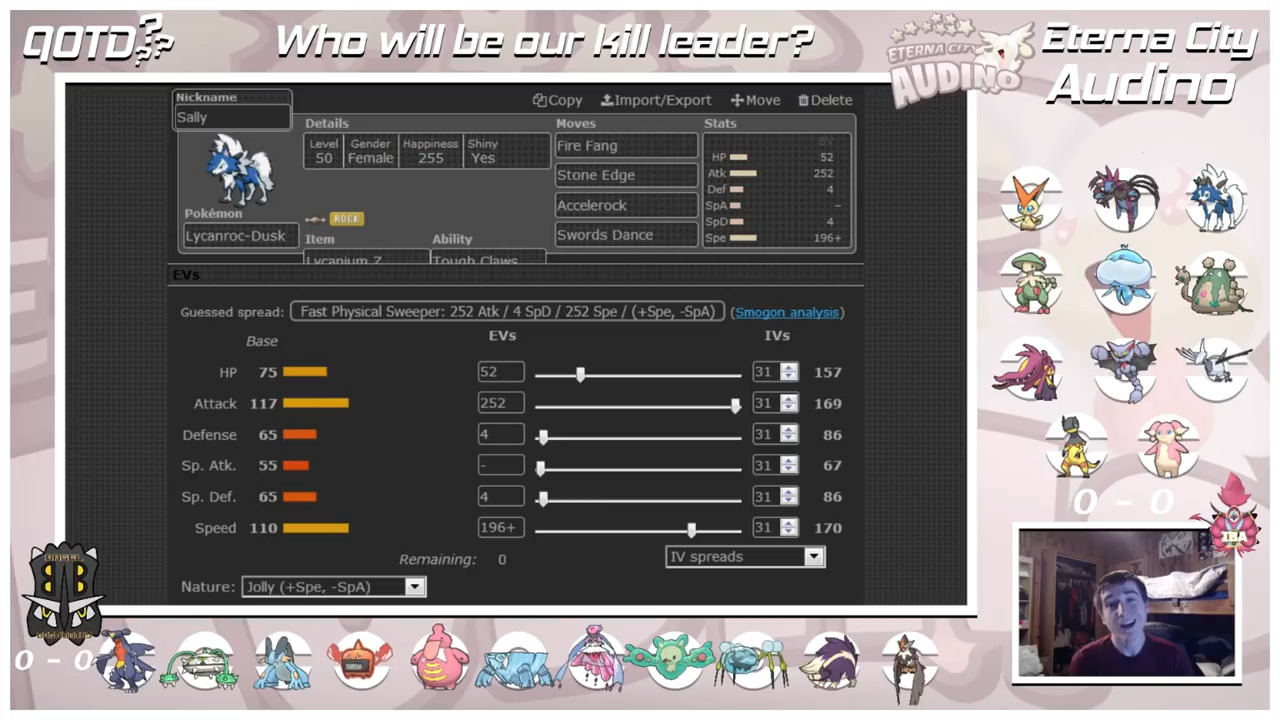 QOTD???
Who will be our kill leader?
ETERNA CITY
AUDINO
Eterna City
Audino
Nickname
Sally
Copy
Import/Export
Move
Delete
Details
Moves
Stats
Level
Gender
Happiness
Shiny
50
Female
255
Yes
Fire Fang
Stone Edge
Accelerock
Swords Dance
EV
HP 52
Atk 252
Def 4
SpA –
SpD 4
Spe 196+
Pokémon
Lycanroc-Dusk
ROCK
Item
Ability
Lycanium Z
Tough Claws
EVs
Guessed spread: Fast Physical Sweeper: 252 Atk / 4 SpD / 252 Spe / (+Spe, -SpA) (Smogon analysis)
Base
EVs
IVs
HP 75 52 31 157
Attack 117 252 31 169
Defense 65 4 31 86
Sp. Atk. 55 - 31 67
Sp. Def. 65 4 31 86
Speed 110 196+ 31 170
Remaining: 0
IV spreads
Nature: Jolly (+Spe, -SpA)
0 - 0
IBA
0 - 0